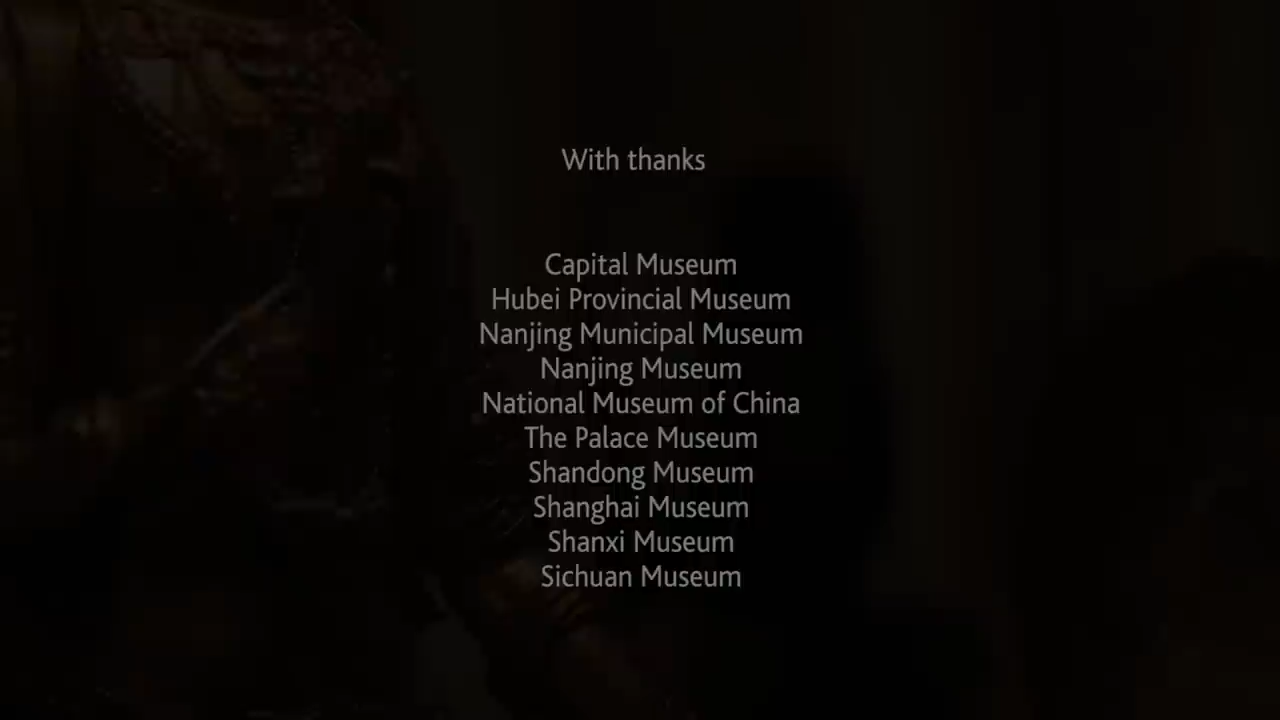 With thanks
Capital Museum
Hubei Provincial Museum
Nanjing Municipal Museum
Nanjing Museum
National Museum of China
The Palace Museum
Shandong Museum
Shanghai Museum
Shanxi Museum
Sichuan Museum